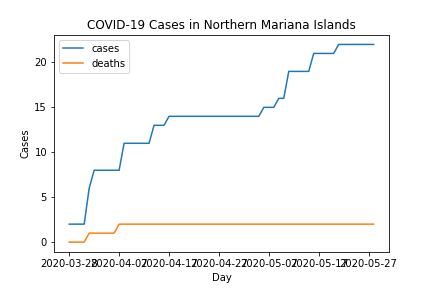 COVID-19 Cases in Northern Mariana Islands
cases
deaths
Cases
20
15
10
5
0
2020-03-28
2020-04-07
2020-04-17
2020-04-27
2020-05-07
2020-05-17
2020-05-27
Day